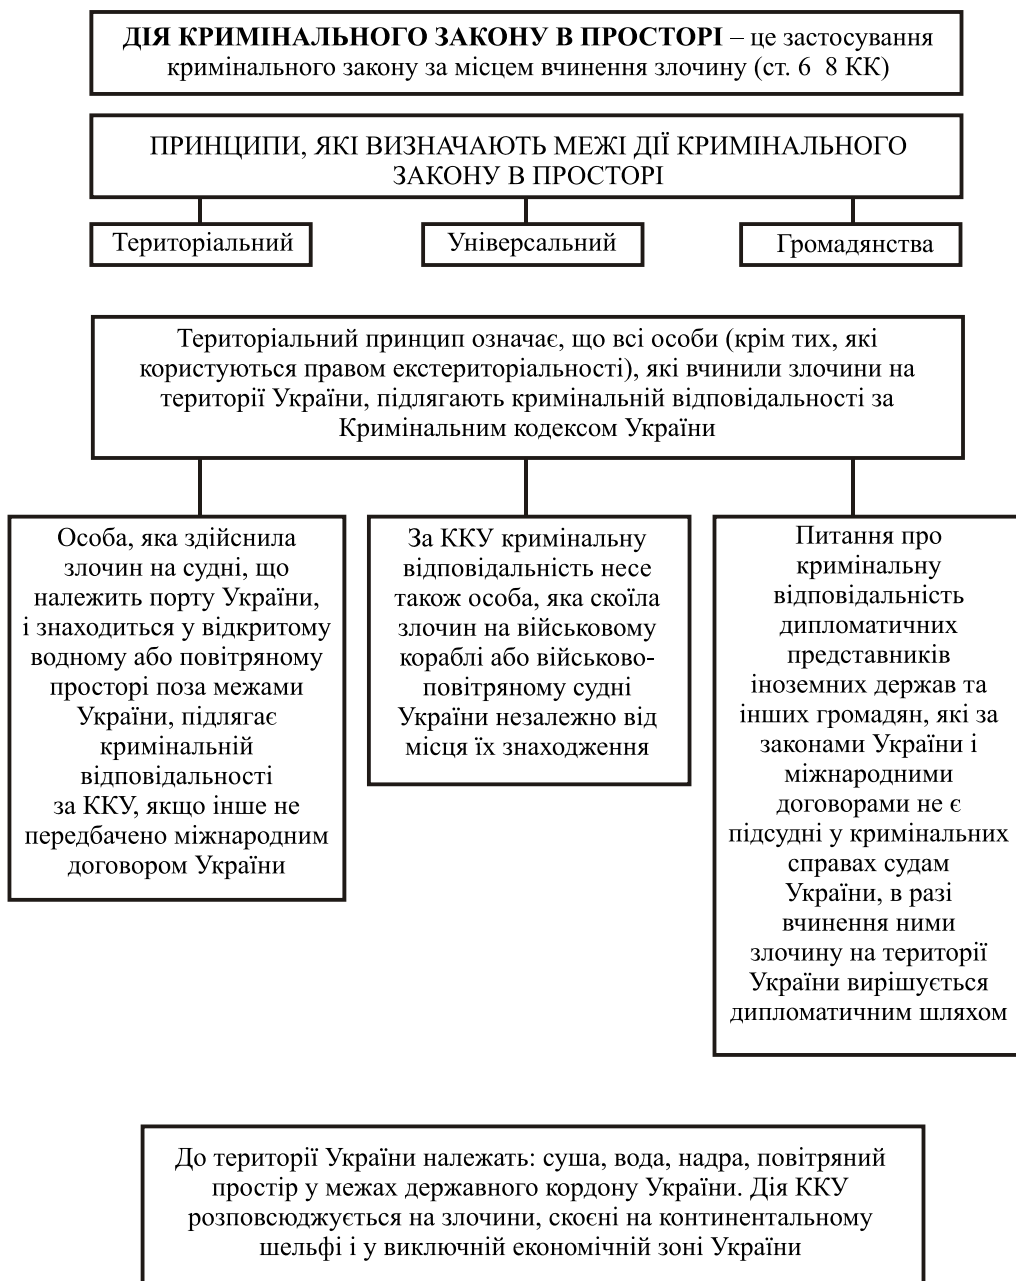 ДІЯ КРИМІНАЛЬНОГО ЗАКОНУ В ПРОСТОРІ – це застосування
кримінального закону за місцем вчинення злочину (ст. 6 8 КК)
ПРИНЦИПИ, ЯКІ ВИЗНАЧАЮТЬ МЕЖІ ДІЇ КРИМІНАЛЬНОГО
ЗАКОНУ В ПРОСТОРІ
Територіальний
Універсальний
Громадянства
Територіальний принцип означає, що всі особи (крім тих, які
користуються правом екстериторіальності), які вчинили злочини на
території України, підлягають кримінальній відповідальності за
Кримінальним кодексом України
Особа, яка здійснила
злочин на судні, що
належить порту України,
і знаходиться у відкритому
водному або повітряному
просторі поза межами
України, підлягає
кримінальній
відповідальності
за ККУ, якщо інше не
передбачено міжнародним
договором України
За ККУ кримінальну
відповідальність несе
також особа, яка скоїла
злочин на військовому
кораблі або військово-
повітряному судні
України незалежно від
місця їх знаходження
Питання про
кримінальну
відповідальність
дипломатичних
представників
іноземних держав та
інших громадян, які за
законами України і
міжнародними
договорами не є
підсудні у кримінальних
справах судам
України, в разі
вчинення ними
злочину на території
України вирішується
дипломатичним шляхом
До території України належать: суша, вода, надра, повітряний
простір у межах державного кордону України. Дія ККУ
розповсюджується на злочини, скоєні на континентальному
шельфі і у виключній економічній зоні України